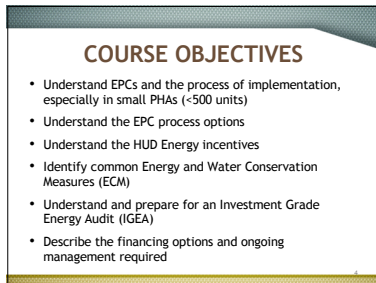 COURSE OBJECTIVES
• Understand EPCs and the process of implementation,
especially in small PHAs (<500 units)
• Understand the EPC process options
• Understand the HUD Energy incentives
• Identify common Energy and Water Conservation
Measures (ECM)
• Understand and prepare for an Investment Grade
Energy Audit (IGEA)
• Describe the financing options and ongoing
management required
4